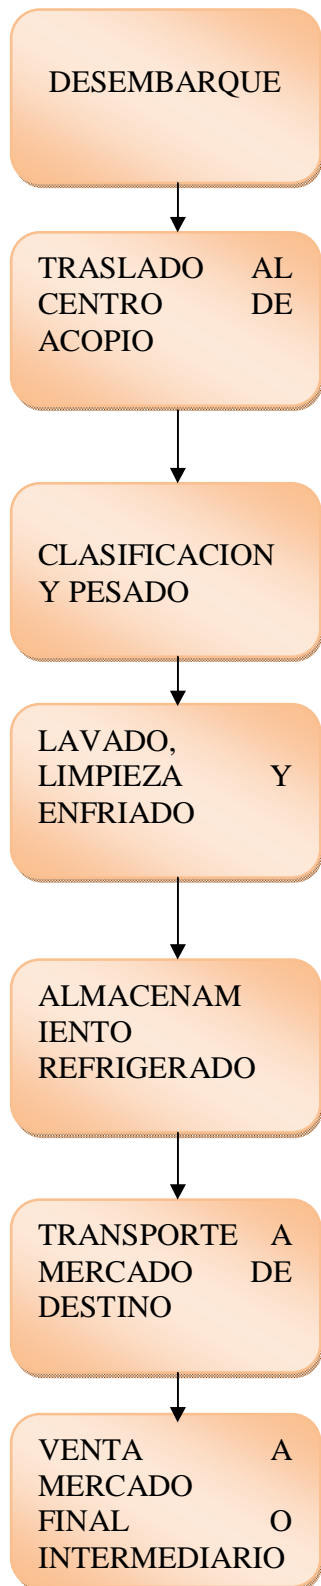 DESEMBARQUE
TRASLADO AL
CENTRO DE
ACOPIO
CLASIFICACION
Y PESADO
LAVADO,
LIMPIEZA Y
ENFRIADO
ALMACENAM
IENTO
REFRIGERADO
TRANSPORTE A
MERCADO DE
DESTINO
VENTA A
MERCADO
FINAL O
INTERMEDIARIO